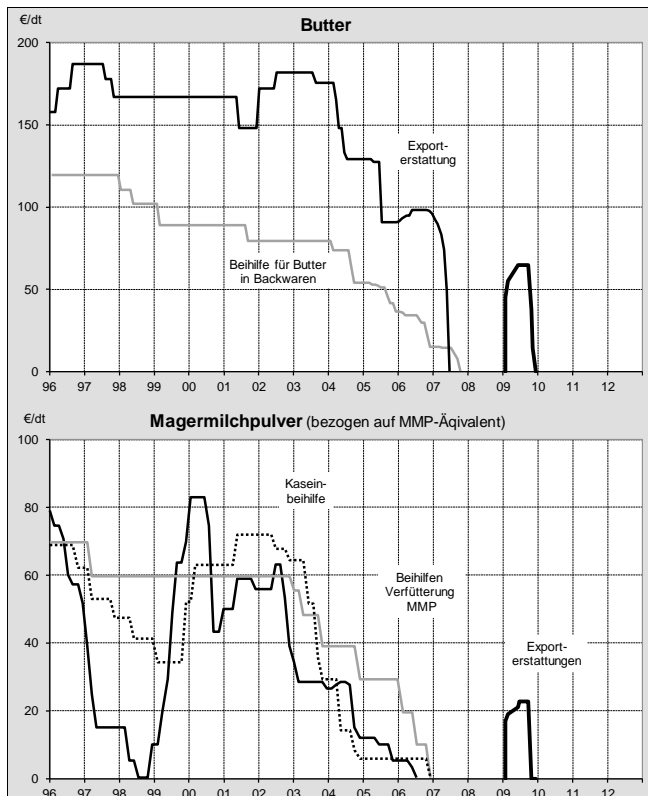 €/dt
Butter
200
150
100
50
0
Export-
erstattung
Beihilfe für Butter
in Backwaren
96 97 98 99 00 01 02 03 04 05 06 07 08 09 10 11 12
€/dt
Magermilchpulver (bezogen auf MMP-Äqivalent)
100
80
60
40
20
0
Kasein-
beihilfe
Beihilfen
Verfütterung
MMP
Export-
erstattungen
96 97 98 99 00 01 02 03 04 05 06 07 08 09 10 11 12